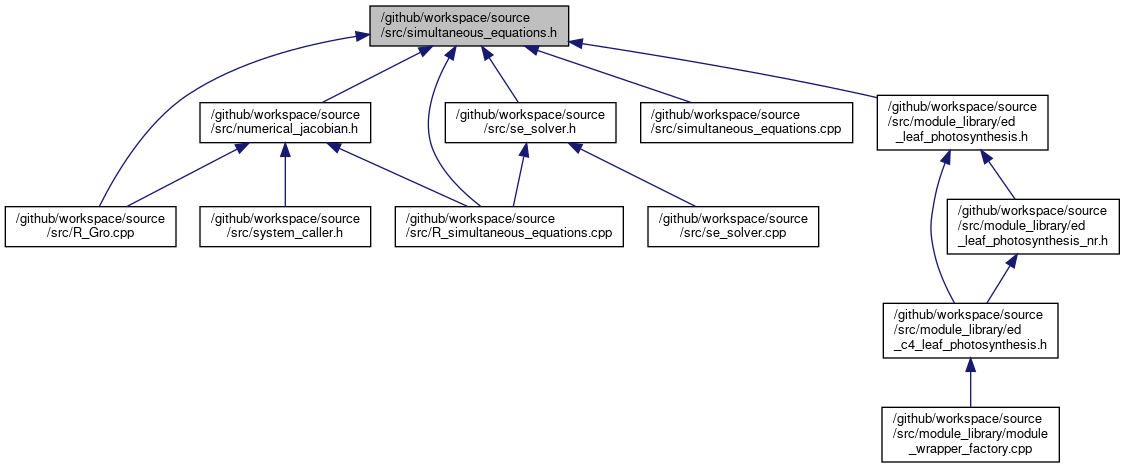 /github/workspace/source
/src/simultaneous_equations.h
/github/workspace/source
/src/numerical_jacobian.h
/github/workspace/source
/src/se_solver.h
/github/workspace/source
/src/simultaneous_equations.cpp
/github/workspace/source
/src/module_library/ed
_leaf_photosynthesis.h
/github/workspace/source
/src/R_Gro.cpp
/github/workspace/source
/src/system_caller.h
/github/workspace/source
/src/R_simultaneous_equations.cpp
/github/workspace/source
/src/se_solver.cpp
/github/workspace/source
/src/module_library/ed
_leaf_photosynthesis_nr.h
/github/workspace/source
/src/module_library/ed
_c4_leaf_photosynthesis.h
/github/workspace/source
/src/module_library/module
_wrapper_factory.cpp